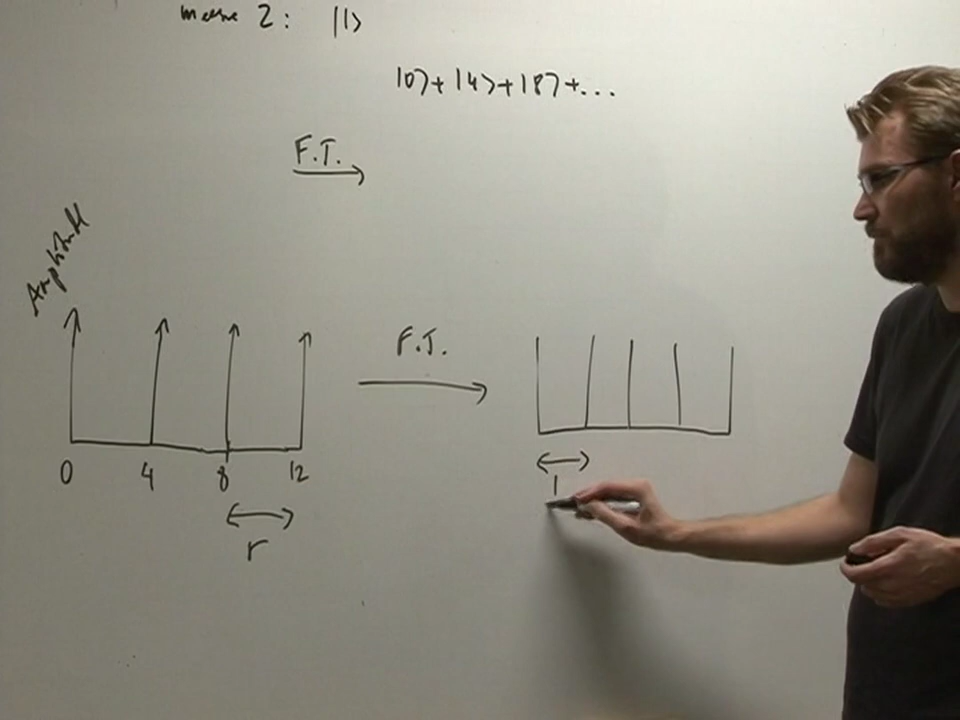 measure 2: |1>
|0>+|4>+|8>+...
F.T.
Amplitude
F.T.
0 4 8 12
r
1